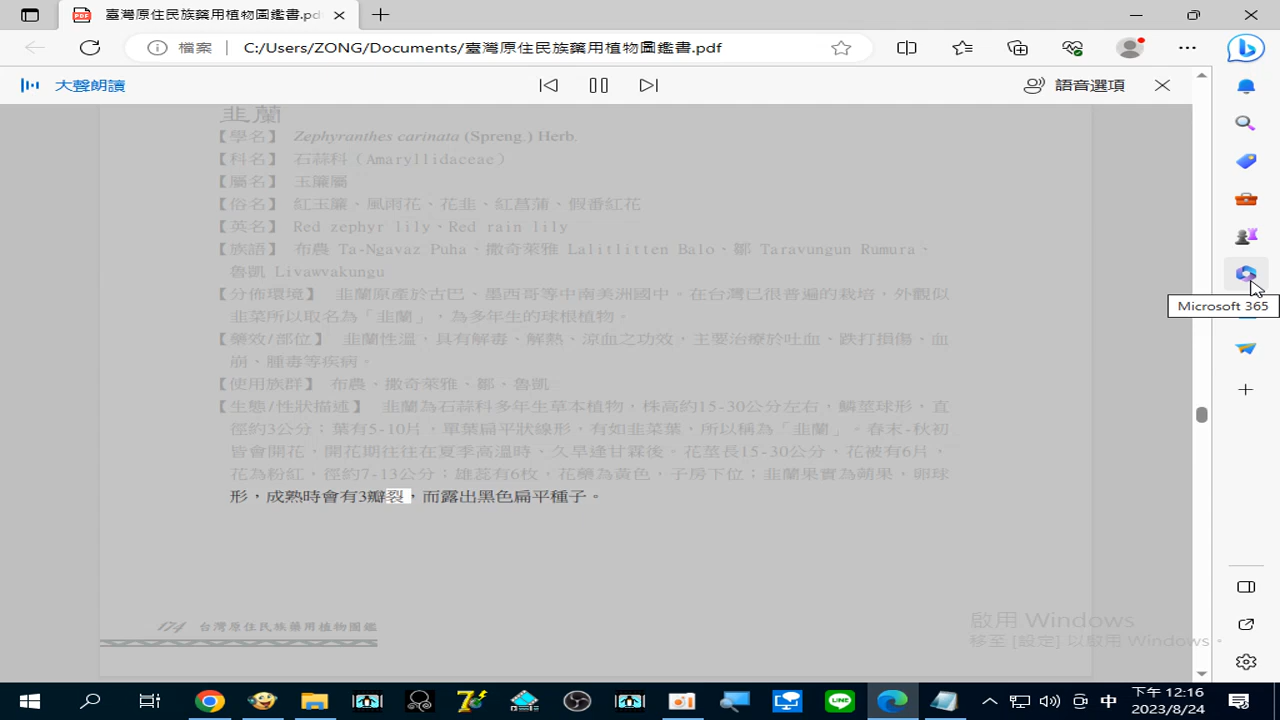 臺灣原住民族藥用植物圖鑑書.pdf
檔案
C:/Users/ZONG/Documents/臺灣原住民族藥用植物圖鑑書.pdf
大聲朗讀
語音選項
韭蘭
【學名】 Zephyranthes carinata (Spreng.) Herb.
【科名】 石蒜科（Amaryllidaceae）
【屬名】 玉簾屬
【俗名】 紅玉簾、風雨花、花韭、紅菖蒲、假番紅花
【英名】 Red zephyr lily、Red rain lily
【族語】 布農 Ta-Ngavaz Puha、撒奇萊雅 Lalitlitten Balo、鄒 Taravungun Rumura、
魯凱 Livawvakungu
【分佈環境】 韭蘭原產於古巴、墨西哥等中南美洲國中。在台灣已很普遍的栽培，外觀似
韭菜所以取名為「韭蘭」，為多年生的球根植物。
【藥效/部位】 韭蘭性溫，具有解毒、解熱、涼血之功效，主要治療於吐血、跌打損傷、血
崩、腫毒等疾病。
【使用族群】 布農、撒奇萊雅、鄒、魯凱
【生態/性狀描述】 韭蘭為石蒜科多年生草本植物，株高約15-30公分左右，鱗莖球形，直
徑約3公分；葉有5-10片，單葉扁平狀線形，有如韭菜葉，所以稱為「韭蘭」。春末-秋初
皆會開花，開花期往往在夏季高溫時、久旱逢甘霖後。花莖長15-30公分，花被有6片，
花為粉紅，徑約7-13公分；雄蕊有6枚，花藥為黃色，子房下位；韭蘭果實為蒴果，卵球
形，成熟時會有3瓣裂，而露出黑色扁平種子。
174 台灣原住民族藥用植物圖鑑
Microsoft 365
啟用 Windows
移至 [設定] 以啟用 Windows。
LINE
中
下午 12:16
2023/8/24